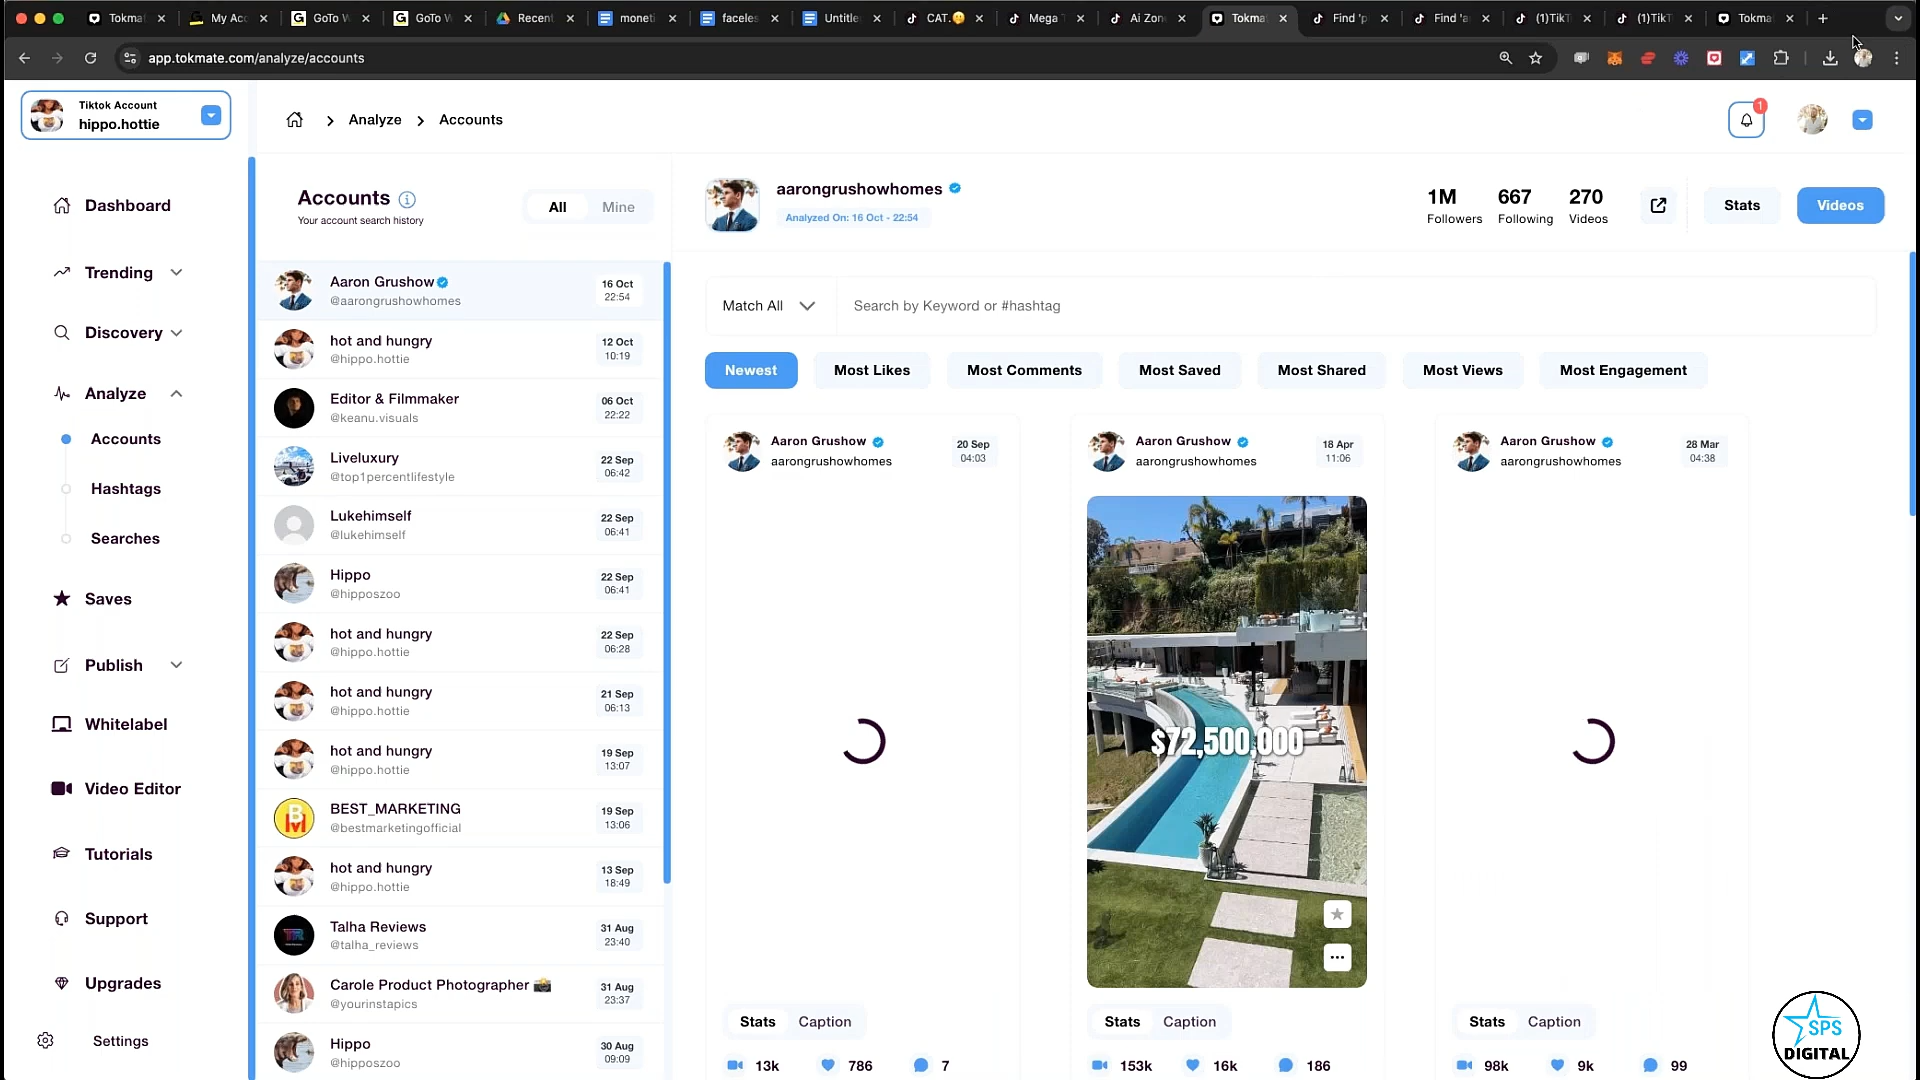 Tokma
My Acc
GoTo W
GoTo W
Recent
moneti
faceles
Untitle
CAT.
Mega T
Ai Zon
Tokma
Find 'p
Find 'a
(1)TikT
(1)TikT
Tokma
app.tokmate.com/analyze/accounts
Tiktok Account
hippo.hottie
Analyze
Accounts
1
Dashboard
Trending
Discovery
Analyze
Accounts
Hashtags
Searches
Saves
Publish
Whitelabel
Video Editor
Tutorials
Support
Upgrades
Settings
Accounts
Your account search history
All
Mine
Aaron Grushow
@aarongrushowhomes
16 Oct
22:54
hot and hungry
@hippo.hottie
12 Oct
10:19
Editor & Filmmaker
@keanu.visuals
06 Oct
22:22
Liveluxury
@top1percentlifestyle
22 Sep
06:42
Lukehimself
@lukehimself
22 Sep
06:41
Hippo
@hipposzoo
22 Sep
06:41
hot and hungry
@hippo.hottie
22 Sep
06:28
hot and hungry
@hippo.hottie
21 Sep
06:13
hot and hungry
@hippo.hottie
19 Sep
13:07
BEST_MARKETING
@bestmarketingofficial
19 Sep
13:06
hot and hungry
@hippo.hottie
13 Sep
18:49
Talha Reviews
@talha_reviews
31 Aug
23:40
Carole Product Photographer 📸
@yourinstapics
31 Aug
23:37
Hippo
@hipposzoo
30 Aug
09:09
aarongrushowhomes
Analyzed On: 16 Oct - 22:54
1M
Followers
667
Following
270
Videos
Stats
Videos
Match All
Search by Keyword or #hashtag
Newest
Most Likes
Most Comments
Most Saved
Most Shared
Most Views
Most Engagement
Aaron Grushow
aarongrushowhomes
20 Sep
04:03
Stats
Caption
13k
786
7
Aaron Grushow
aarongrushowhomes
18 Apr
11:06
$72,500,000
Stats
Caption
153k
16k
186
Aaron Grushow
aarongrushowhomes
28 Mar
04:38
Stats
Caption
98k
9k
99
SPS
DIGITAL